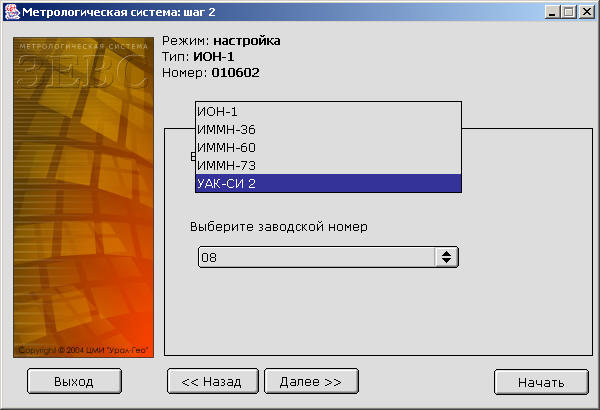 Метрологическая система: шаг 2
МЕТРОЛОГИЧЕСКАЯ СИСТЕМА
ЗЕВС
Режим: настройка
Тип: ИОН-1
Номер: 010602
ИОН-1
ИММН-36
ИММН-60
ИММН-73
УАК-СИ 2
Выберите заводской номер
08
Copyright © 2004 ЦМИ "Урал-Гео"
Выход
<< Назад
Далее >>
Начать